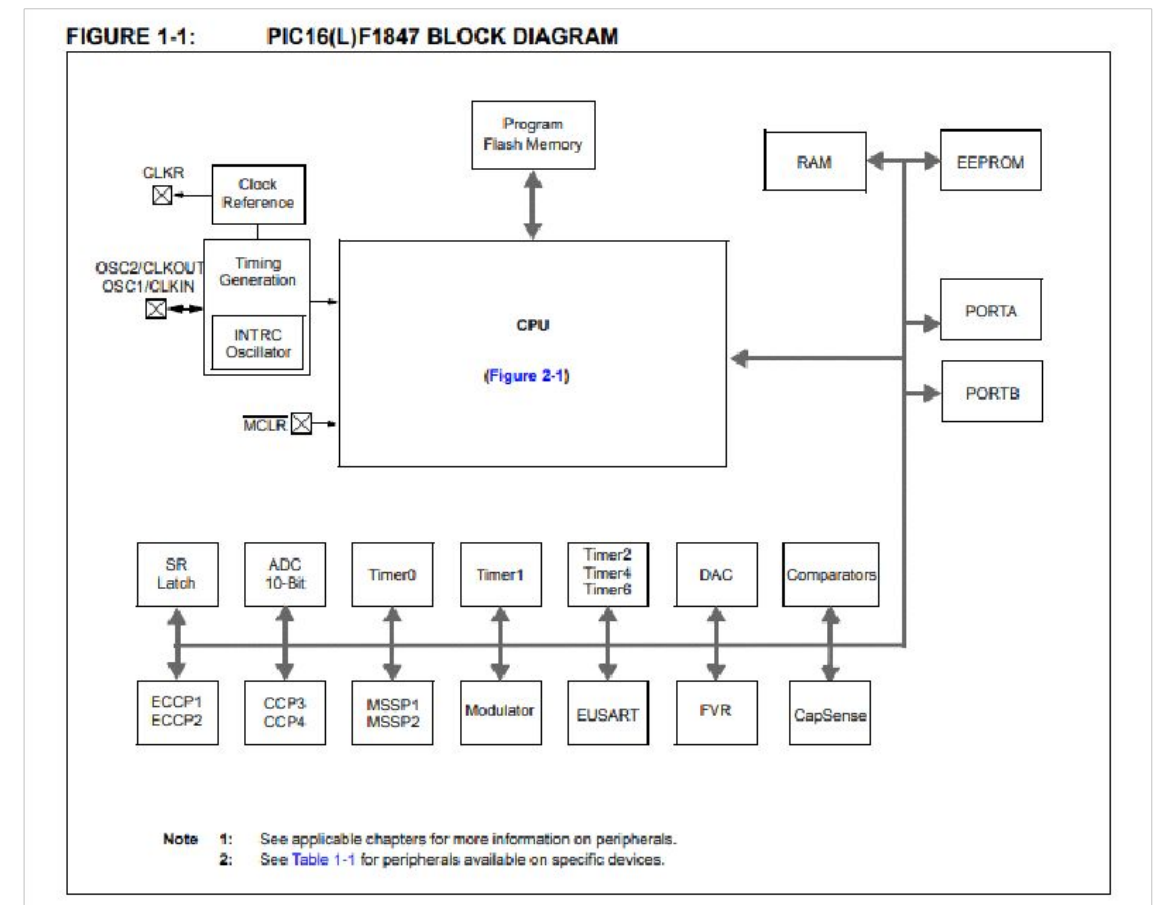 FIGURE 1-1: PIC16(L)F1847 BLOCK DIAGRAM
Program
Flash Memory
RAM
EEPROM
CLKR
Clock
Reference
OSC2/CLKOUT
OSC1/CLKIN
Timing
Generation
INTRC
Oscillator
CPU
(Figure 2-1)
MCLR
PORTA
PORTB
SR
Latch
ADC
10-Bit
Timer0
Timer1
Timer2
Timer4
Timer6
DAC
Comparators
ECCP1
ECCP2
CCP3
CCP4
MSSP1
MSSP2
Modulator
EUSART
FVR
CapSense
Note 1: See applicable chapters for more information on peripherals.
2: See Table 1-1 for peripherals available on specific devices.